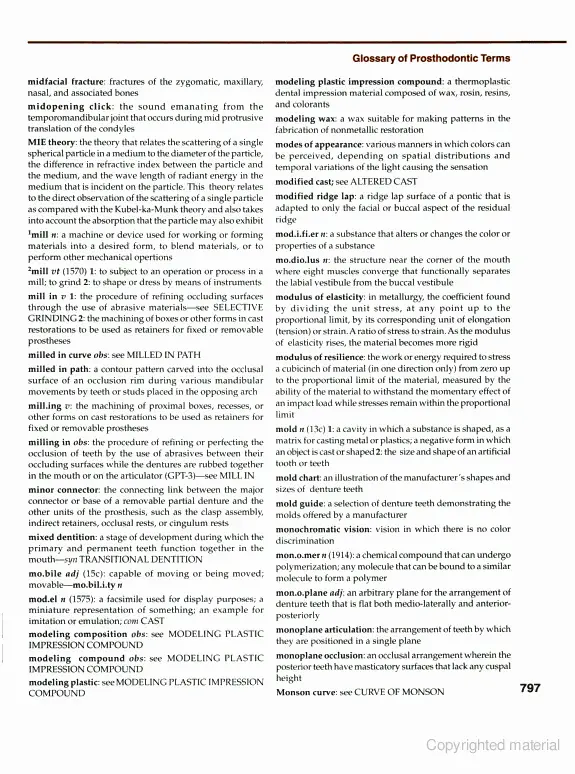 Glossary of Prosthodontic Terms
midfacial fracture: fractures of the zygomatic, maxillary,
nasal, and associated bones
midopening click: the sound emanating from the
temporomandibular joint that occurs during mid protrusive
translation of the condyles
MIE theory: the theory that relates the scattering of a single
spherical particle in a medium to the diameter of the particle,
the difference in refractive index between the particle and
the medium, and the wave length of radiant energy in the
medium that is incident on the particle. This theory relates
to the direct observation of the scattering of a single particle
as compared with the Kubel-ka-Munk theory and also takes
into account the absorption that the particle may also exhibit
¹mill n: a machine or device used for working or forming
materials into a desired form, to blend materials, or to
perform other mechanical opertions
²mill vt (1570) 1: to subject to an operation or process in a
mill; to grind 2: to shape or dress by means of instruments
mill in v 1: the procedure of refining occluding surfaces
through the use of abrasive materials—see SELECTIVE
GRINDING 2: the machining of boxes or other forms in cast
restorations to be used as retainers for fixed or removable
prostheses
milled in curve obs: see MILLED IN PATH
milled in path: a contour pattern carved into the occlusal
surface of an occlusion rim during various mandibular
movements by teeth or studs placed in the opposing arch
mill.ing v: the machining of proximal boxes, recesses, or
other forms on cast restorations to be used as retainers for
fixed or removable prostheses
milling in obs: the procedure of refining or perfecting the
occlusion of teeth by the use of abrasives between their
occluding surfaces while the dentures are rubbed together
in the mouth or on the articulator (GPT-3)—see MILL IN
minor connector: the connecting link between the major
connector or base of a removable partial denture and the
other units of the prosthesis, such as the clasp assembly,
indirect retainers, occlusal rests, or cingulum rests
mixed dentition: a stage of development during which the
primary and permanent teeth function together in the
mouth—syn TRANSITIONAL DENTITION
mo.bile adj (15c): capable of moving or being moved;
movable—mo.bil.i.ty n
mod.el n (1575): a facsimile used for display purposes; a
miniature representation of something; an example for
imitation or emulation; com CAST
modeling composition obs: see MODELING PLASTIC
IMPRESSION COMPOUND
modeling compound obs: see MODELING PLASTIC
IMPRESSION COMPOUND
modeling plastic: see MODELING PLASTIC IMPRESSION
COMPOUND
modeling plastic impression compound: a thermoplastic
dental impression material composed of wax, rosin, resins,
and colorants
modeling wax: a wax suitable for making patterns in the
fabrication of nonmetallic restoration
modes of appearance: various manners in which colors can
be perceived, depending on spatial distributions and
temporal variations of the light causing the sensation
modified cast; see ALTERED CAST
modified ridge lap: a ridge lap surface of a pontic that is
adapted to only the facial or buccal aspect of the residual
ridge
mod.i.fi.er n: a substance that alters or changes the color or
properties of a substance
mo.dio.lus n: the structure near the corner of the mouth
where eight muscles converge that functionally separates
the labial vestibule from the buccal vestibule
modulus of elasticity: in metallurgy, the coefficient found
by dividing the unit stress, at any point up to the
proportional limit, by its corresponding unit of elongation
(tension) or strain. A ratio of stress to strain. As the modulus
of elasticity rises, the material becomes more rigid
modulus of resilience: the work or energy required to stress
a cubicinch of material (in one direction only) from zero up
to the proportional limit of the material, measured by the
ability of the material to withstand the momentary effect of
an impact load while stresses remain within the proportional
limit
mold n (13c) 1: a cavity in which a substance is shaped, as a
matrix for casting metal or plastics; a negative form in which
an object is cast or shaped 2: the size and shape of an artificial
tooth or teeth
mold chart: an illustration of the manufacturer's shapes and
sizes of denture teeth
mold guide: a selection of denture teeth demonstrating the
molds offered by a manufacturer
monochromatic vision: vision in which there is no color
discrimination
mon.o.mer n (1914): a chemical compound that can undergo
polymerization; any molecule that can be bound to a similar
molecule to form a polymer
mon.o.plane adj: an arbitrary plane for the arrangement of
denture teeth that is flat both medio-laterally and anterior-
posteriorly
monoplane articulation: the arrangement of teeth by which
they are positioned in a single plane
monoplane occlusion: an occlusal arrangement wherein the
posterior teeth have masticatory surfaces that lack any cuspal
height
Monson curve: see CURVE OF MONSON
797
Copyrighted material